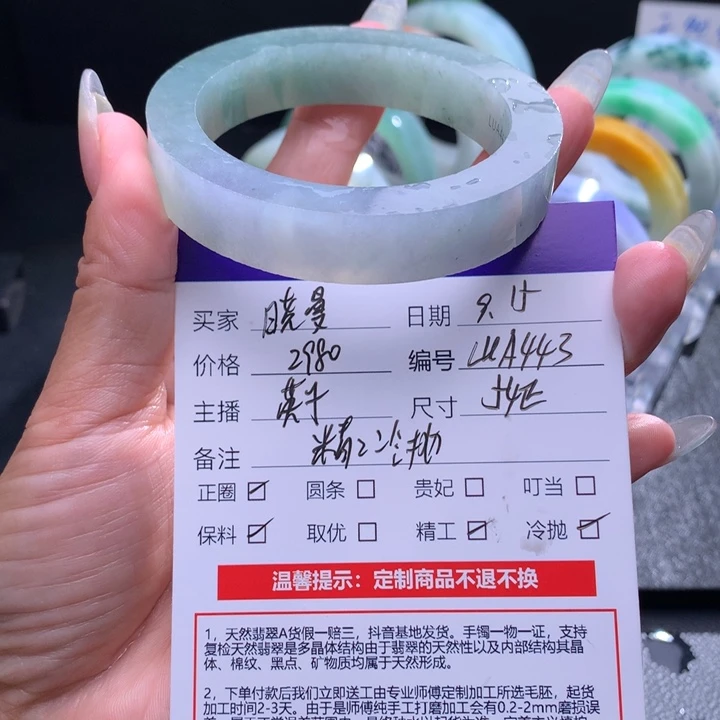 买家 晓曼 日期 9.15
价格 2980 编号 LUA443
主播 英子 尺寸 54正
备注 精工冷抛
正圈 ☑ 圆条 □ 贵妃 □ 叮当 □
保料 ☑ 取优 □ 精工 ☑ 冷抛 ☑
温馨提示：定制商品不退不换
1，天然翡翠A货假一赔三，抖音基地发货。手镯一物一证，支持
复检天然翡翠是多晶体结构由于翡翠的天然性以及内部结构其晶
体、棉纹、黑点、矿物质均属于天然形成。
2，下单付款后我们立即送工由专业师傅定制加工所选毛胚，起货
加工时间2-3天。由于是师傅纯手工打磨加工会有0.2-2mm磨损误